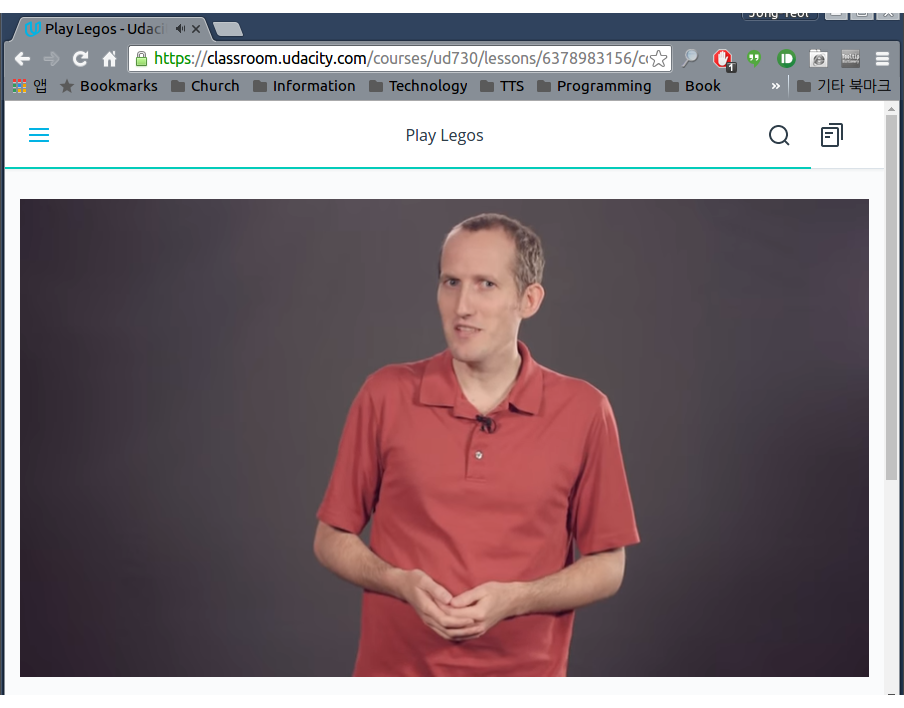 Jong Yeol
Play Legos - Udaci
https://classroom.udacity.com/courses/ud730/lessons/6378983156/c
1
앱 Bookmarks Church Information Technology TTS Programming Book » 기타 북마크
Play Legos